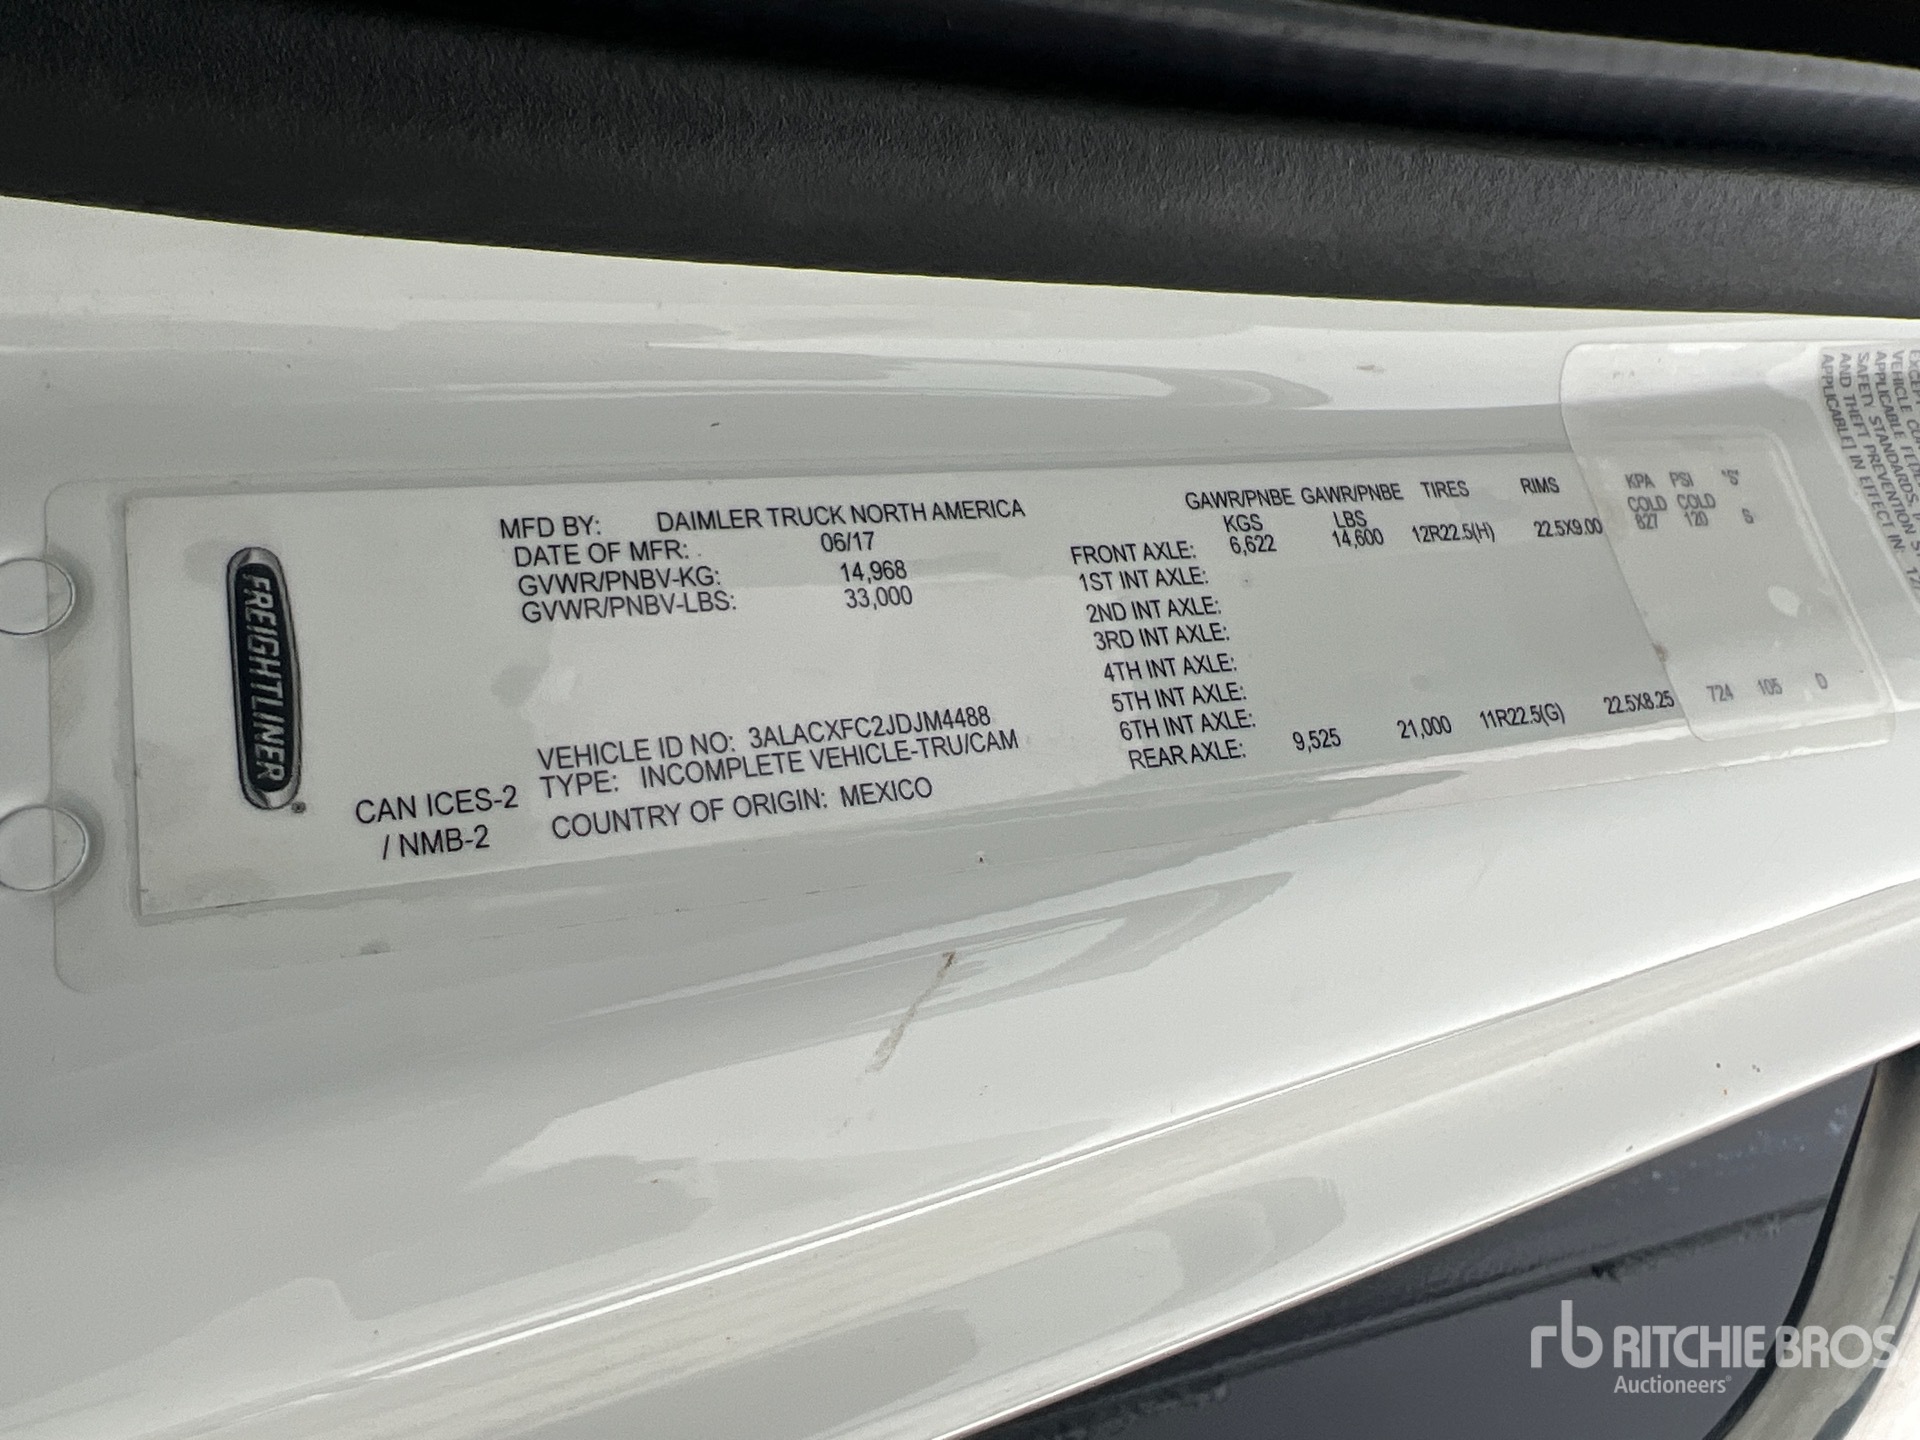 FREIGHTLINER®
MFD BY: DAIMLER TRUCK NORTH AMERICA
DATE OF MFR: 06/17
GVWR/PNBV-KG: 14,968
GVWR/PNBV-LBS: 33,000
VEHICLE ID NO: 3ALACXFC2JDJM4488
TYPE: INCOMPLETE VEHICLE-TRU/CAM
COUNTRY OF ORIGIN: MEXICO
CAN ICES-2
/ NMB-2
GAWR/PNBE GAWR/PNBE TIRES RIMS KPA PSI "S"
KGS LBS COLD COLD
FRONT AXLE: 6,622 14,600 12R22.5(H) 22.5X9.00 827 120 S
1ST INT AXLE:
2ND INT AXLE:
3RD INT AXLE:
4TH INT AXLE:
5TH INT AXLE:
6TH INT AXLE:
REAR AXLE: 9,525 21,000 11R22.5(G) 22.5X8.25 724 105 D
EXCEPT
VEHICLE
APPLICABLE
SAFETY STANDARDS,
AND THEFT PREVENTION
APPLICABLE) IN EFFECT IN:
rb RITCHIE BROS
Auctioneers